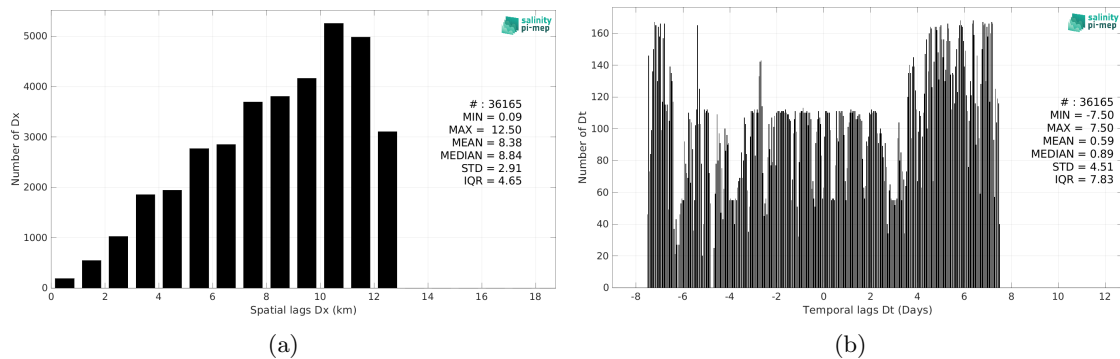 5000
4000
3000
2000
1000
0
Number of Dx
0 2 4 6 8 10 12 14 16 18
Spatial lags Dx (km)
salinity
pi-mep
# : 36165
MIN = 0.09
MAX = 12.50
MEAN = 8.38
MEDIAN = 8.84
STD = 2.91
IQR = 4.65
(a)
160
140
120
100
80
60
40
20
0
Number of Dt
-8 -6 -4 -2 0 2 4 6 8 10 12
Temporal lags Dt (Days)
salinity
pi-mep
# : 36165
MIN = -7.50
MAX = 7.50
MEAN = 0.59
MEDIAN = 0.89
STD = 4.51
IQR = 7.83
(b)